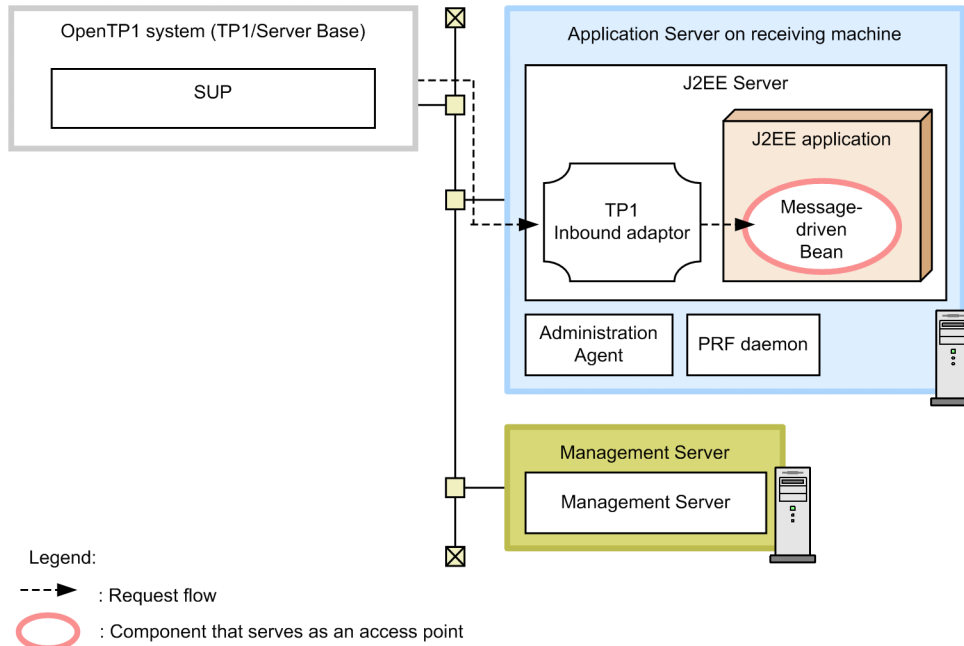 OpenTP1 system (TP1/Server Base)
SUP
Application Server on receiving machine
J2EE Server
J2EE application
TP1
Inbound adaptor
Message-
driven
Bean
Administration
Agent
PRF daemon
Management Server
Management Server
Legend:
: Request flow
: Component that serves as an access point